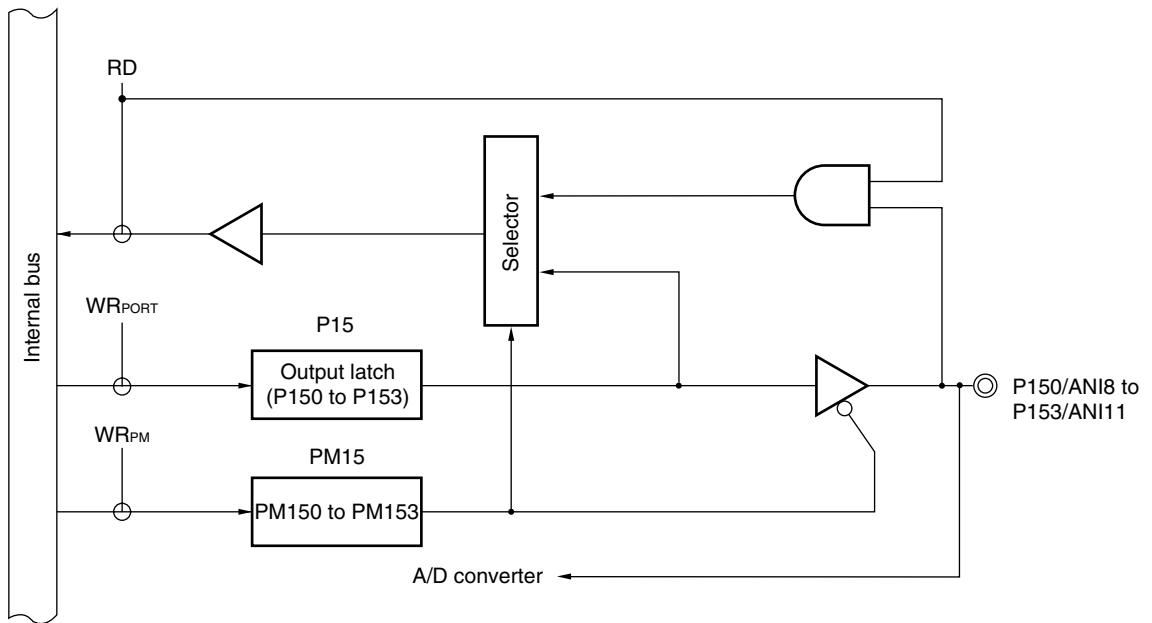 RD
Selector
Internal bus
WRPORT
P15
Output latch
(P150 to P153)
P150/ANI8 to
P153/ANI11
WRPM
PM15
PM150 to PM153
A/D converter